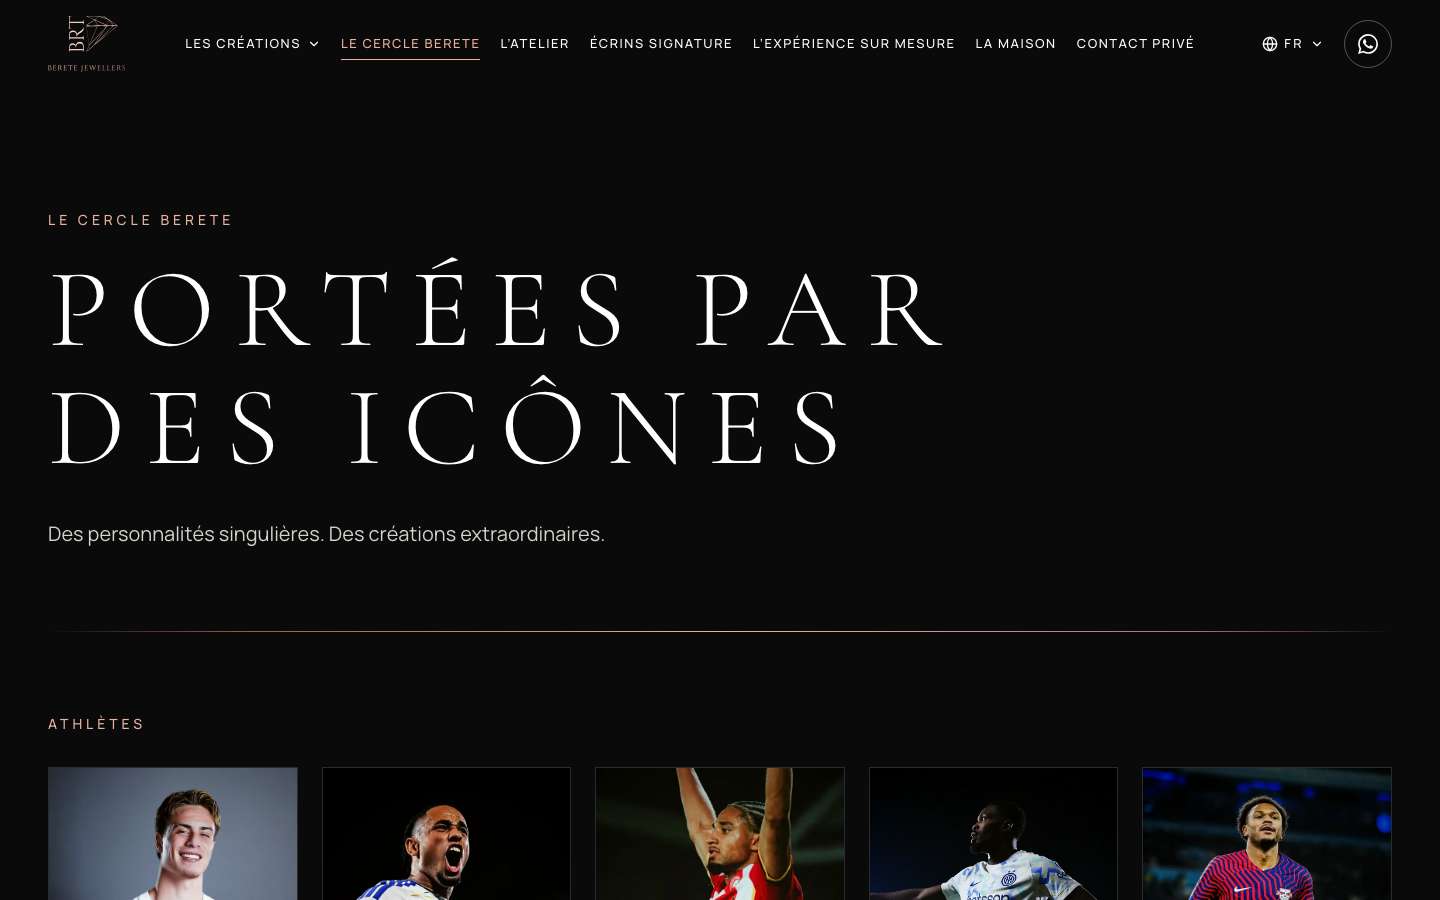 BRT
BERETE JEWELLERS
LES CRÉATIONS
LE CERCLE BERETE
L'ATELIER
ÉCRINS SIGNATURE
L'EXPÉRIENCE SUR MESURE
LA MAISON
CONTACT PRIVÉ
FR
LE CERCLE BERETE
PORTÉES PAR
DES ICÔNES
Des personnalités singulières. Des créations extraordinaires.
ATHLÈTES